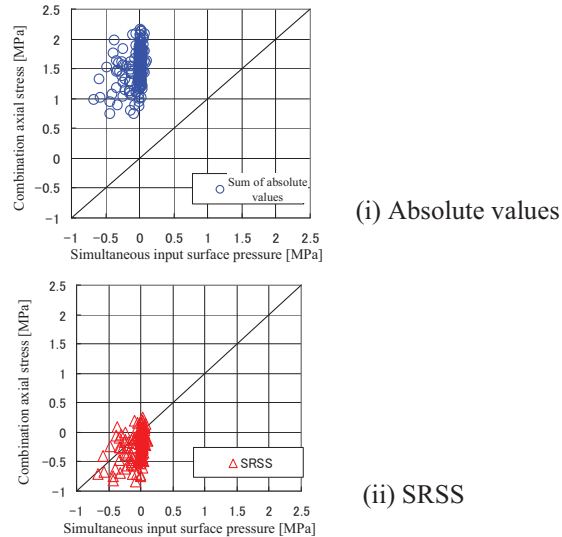 Combination axial stress [MPa]
2.5
2
1.5
1
0.5
0
-0.5
-1
Sum of absolute
values
-1 -0.5 0 0.5 1 1.5 2 2.5
Simultaneous input surface pressure [MPa]
(i) Absolute values
Combination axial stress [MPa]
2.5
2
1.5
1
0.5
0
-0.5
-1
SRSS
-1 -0.5 0 0.5 1 1.5 2 2.5
Simultaneous input surface pressure [MPa]
(ii) SRSS